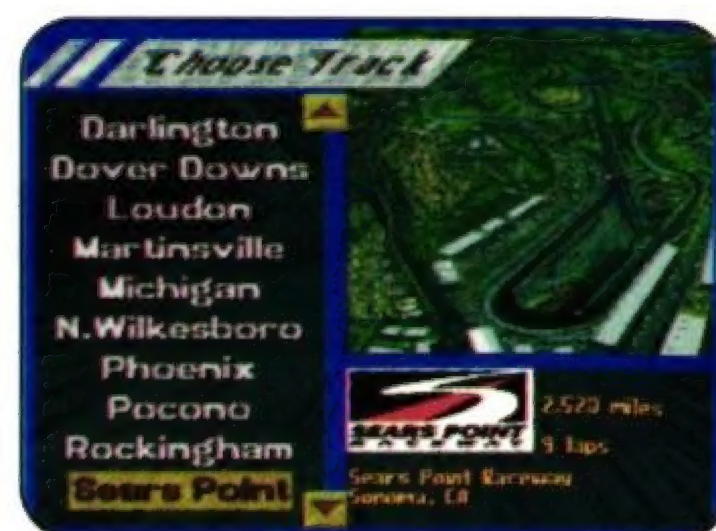 Choose Track
Darlington
Dover Downs
Loudon
Martinsville
Michigan
N.Wilkesboro
Phoenix
Pocono
Rockingham
Sears Point
SEARS POINT
RACEWAY
2.520 miles
9 laps
Sears Point Raceway
Sonoma, CA